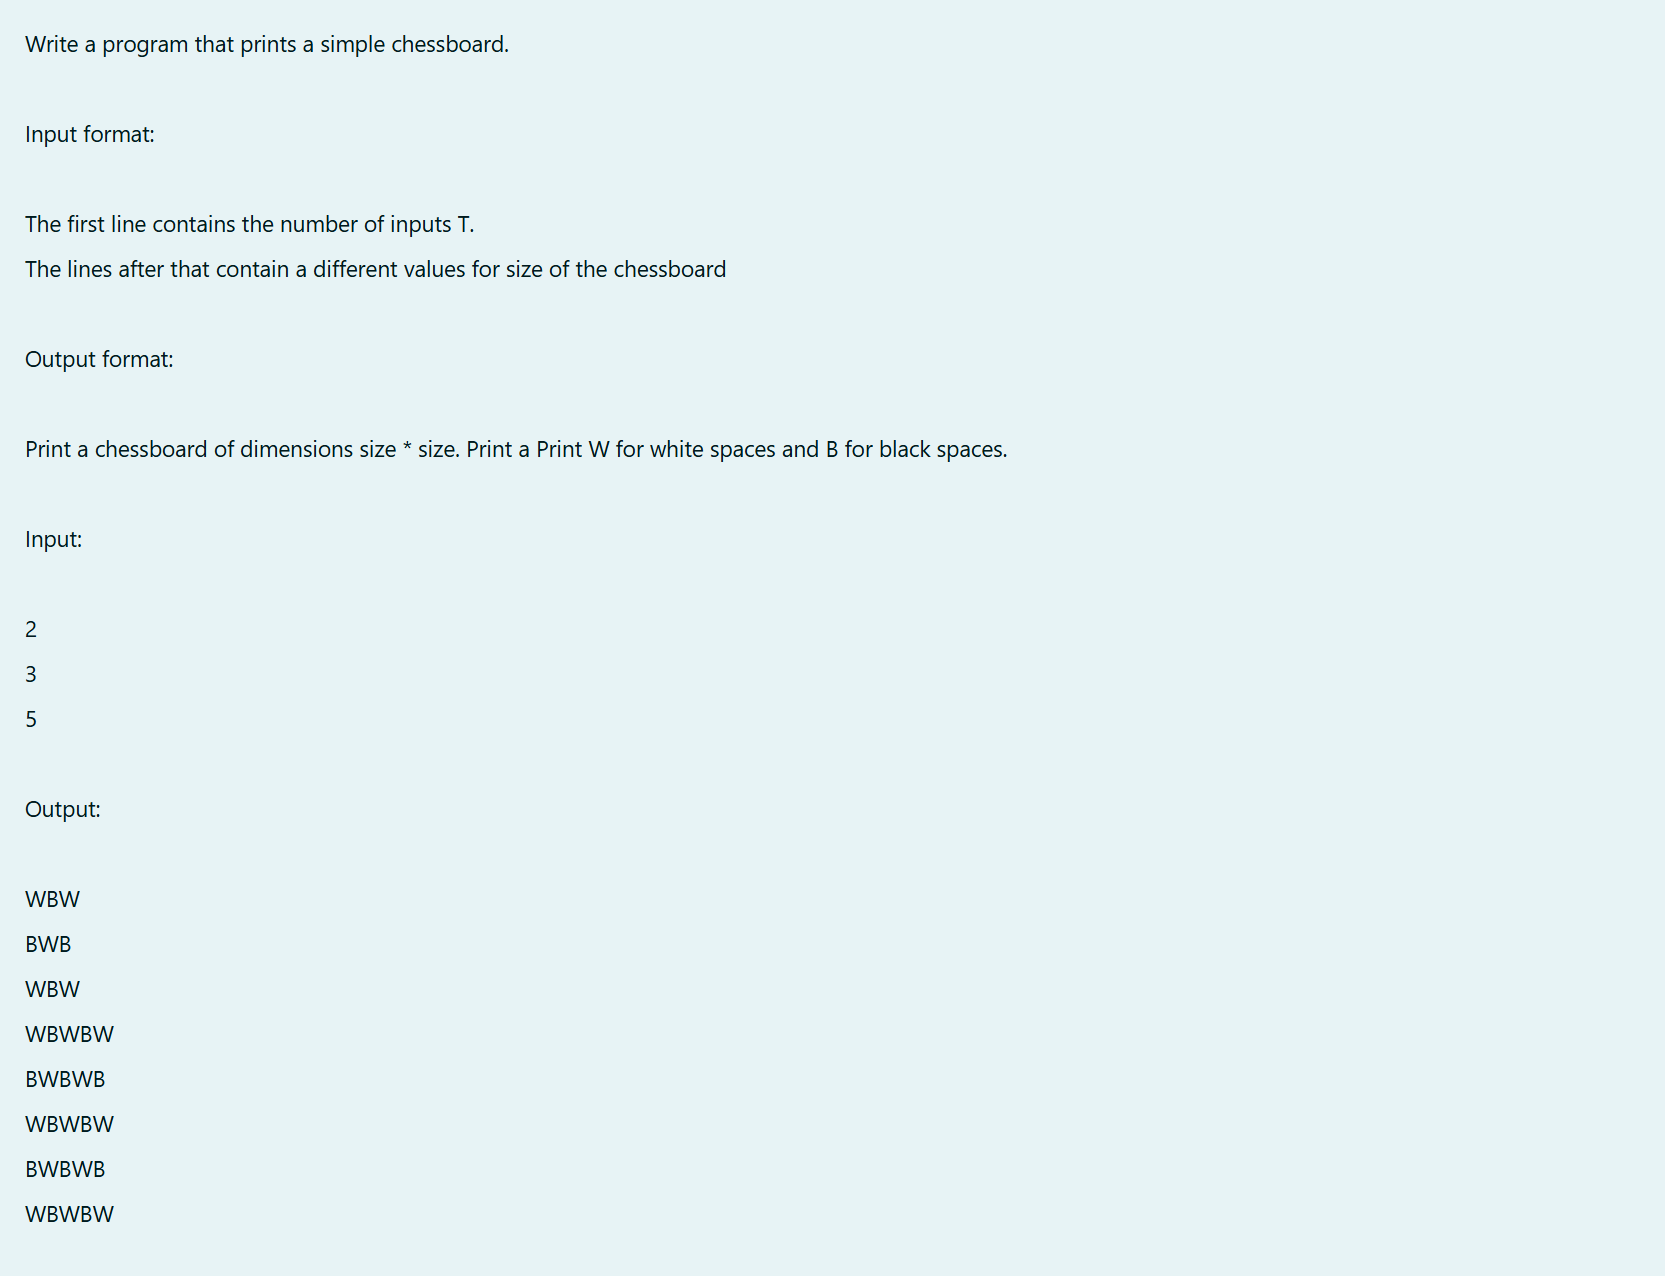 Write a program that prints a simple chessboard.
Input format:
The first line contains the number of inputs T.
The lines after that contain a different values for size of the chessboard
Output format:
Print a chessboard of dimensions size * size. Print a Print W for white spaces and B for black spaces.
Input:
2
3
5
Output:
WBW
BWB
WBW
WBWBW
BWBWB
WBWBW
BWBWB
WBWBW